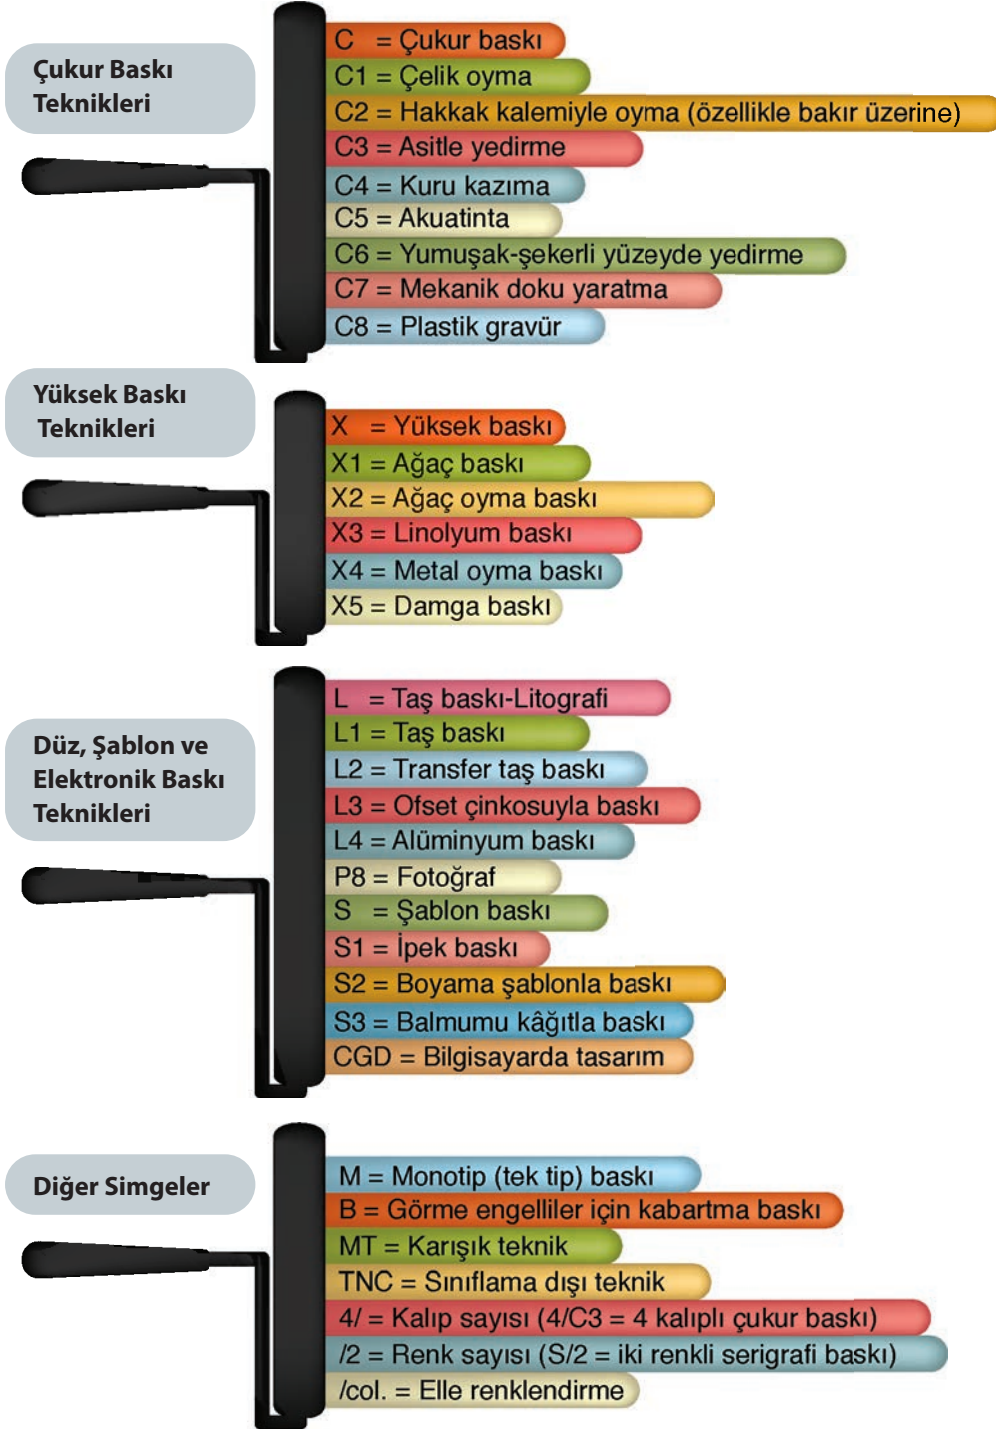 Çukur Baskı
Teknikleri
C = Çukur baskı
C1 = Çelik oyma
C2 = Hakkak kalemiyle oyma (özellikle bakır üzerine)
C3 = Asitle yedirme
C4 = Kuru kazıma
C5 = Akuatinta
C6 = Yumuşak-şekerli yüzeyde yedirme
C7 = Mekanik doku yaratma
C8 = Plastik gravür
Yüksek Baskı
Teknikleri
X = Yüksek baskı
X1 = Ağaç baskı
X2 = Ağaç oyma baskı
X3 = Linolyum baskı
X4 = Metal oyma baskı
X5 = Damga baskı
Düz, Şablon ve
Elektronik Baskı
Teknikleri
L = Taş baskı-Litografi
L1 = Taş baskı
L2 = Transfer taş baskı
L3 = Ofset çinkosuyla baskı
L4 = Alüminyum baskı
P8 = Fotoğraf
S = Şablon baskı
S1 = İpek baskı
S2 = Boyama şablonla baskı
S3 = Balmumu kâğıtla baskı
CGD = Bilgisayarda tasarım
Diğer Simgeler
M = Monotip (tek tip) baskı
B = Görme engelliler için kabartma baskı
MT = Karışık teknik
TNC = Sınıflama dışı teknik
4/ = Kalıp sayısı (4/C3 = 4 kalıplı çukur baskı)
/2 = Renk sayısı (S/2 = iki renkli serigrafi baskı)
/col. = Elle renklendirme